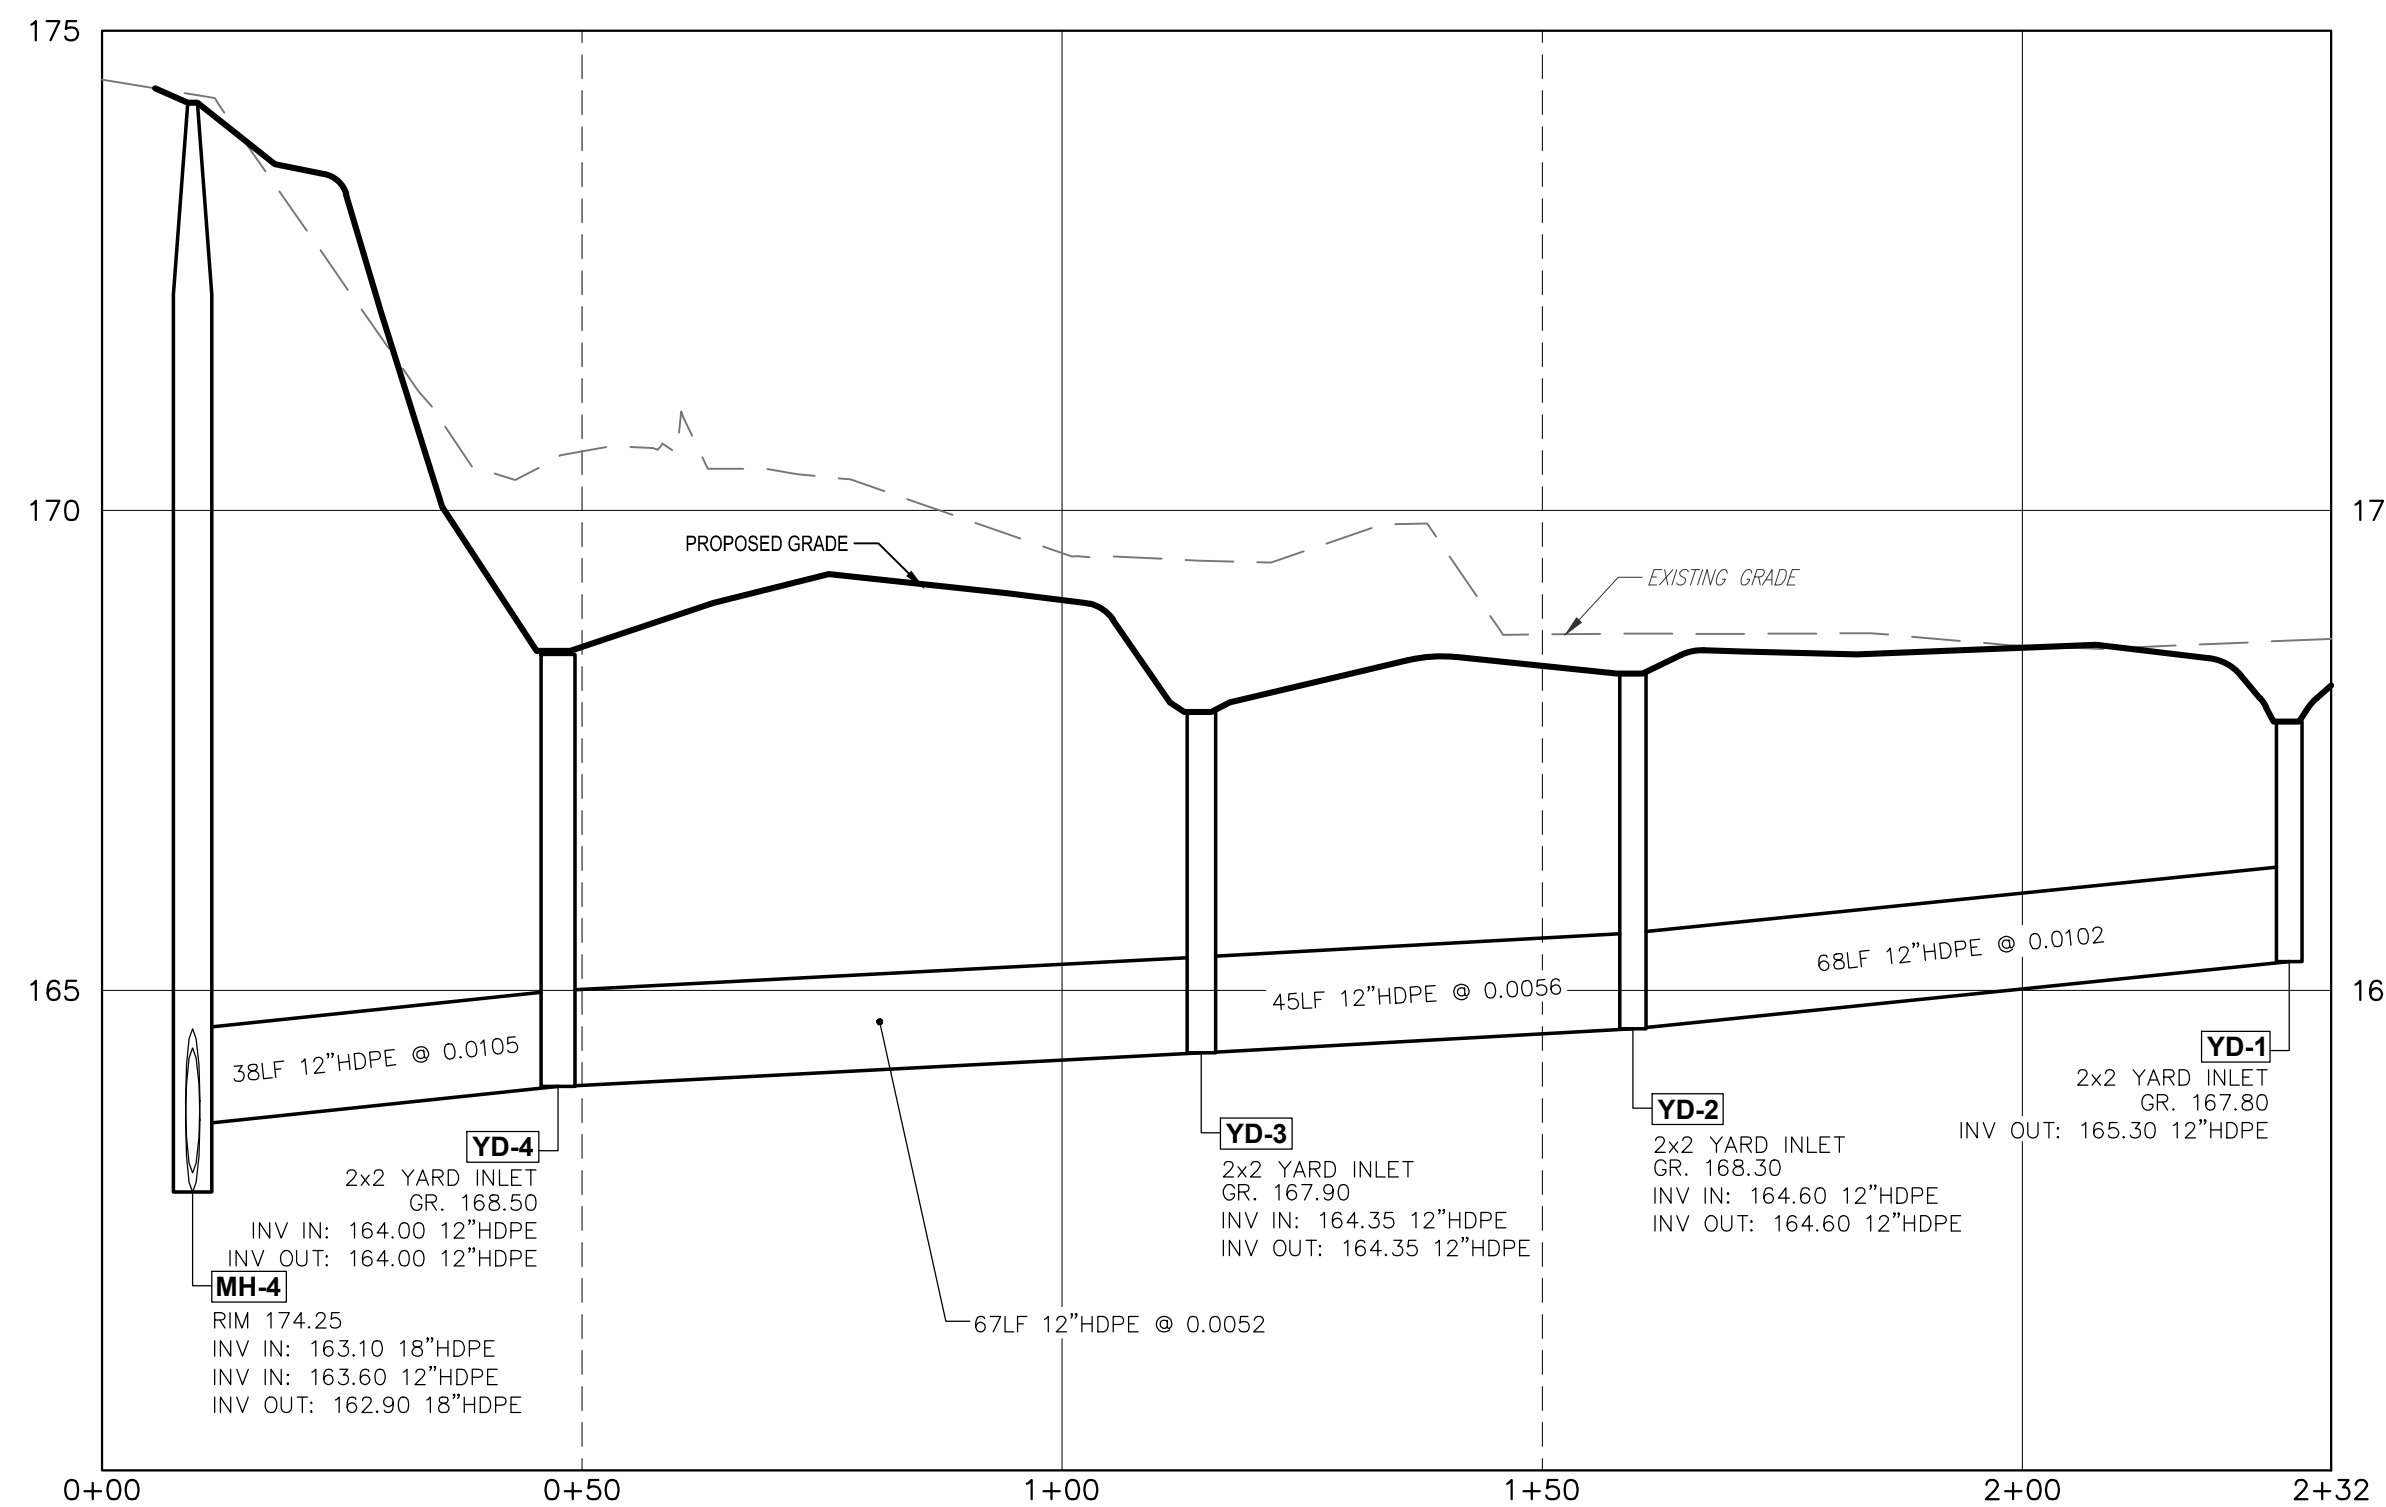 175
170
17
PROPOSED GRADE
EXISTING GRADE
165
16
38LF 12”HDPE @ 0.0105
45LF 12”HDPE @ 0.0056
68LF 12”HDPE @ 0.0102
67LF 12”HDPE @ 0.0052
YD-4
2x2 YARD INLET
GR. 168.50
INV IN: 164.00 12”HDPE
INV OUT: 164.00 12”HDPE
MH-4
RIM 174.25
INV IN: 163.10 18”HDPE
INV IN: 163.60 12”HDPE
INV OUT: 162.90 18”HDPE
YD-3
2x2 YARD INLET
GR. 167.90
INV IN: 164.35 12”HDPE
INV OUT: 164.35 12”HDPE
YD-2
2x2 YARD INLET
GR. 168.30
INV IN: 164.60 12”HDPE
INV OUT: 164.60 12”HDPE
YD-1
2x2 YARD INLET
GR. 167.80
INV OUT: 165.30 12”HDPE
0+00
0+50
1+00
1+50
2+00
2+32